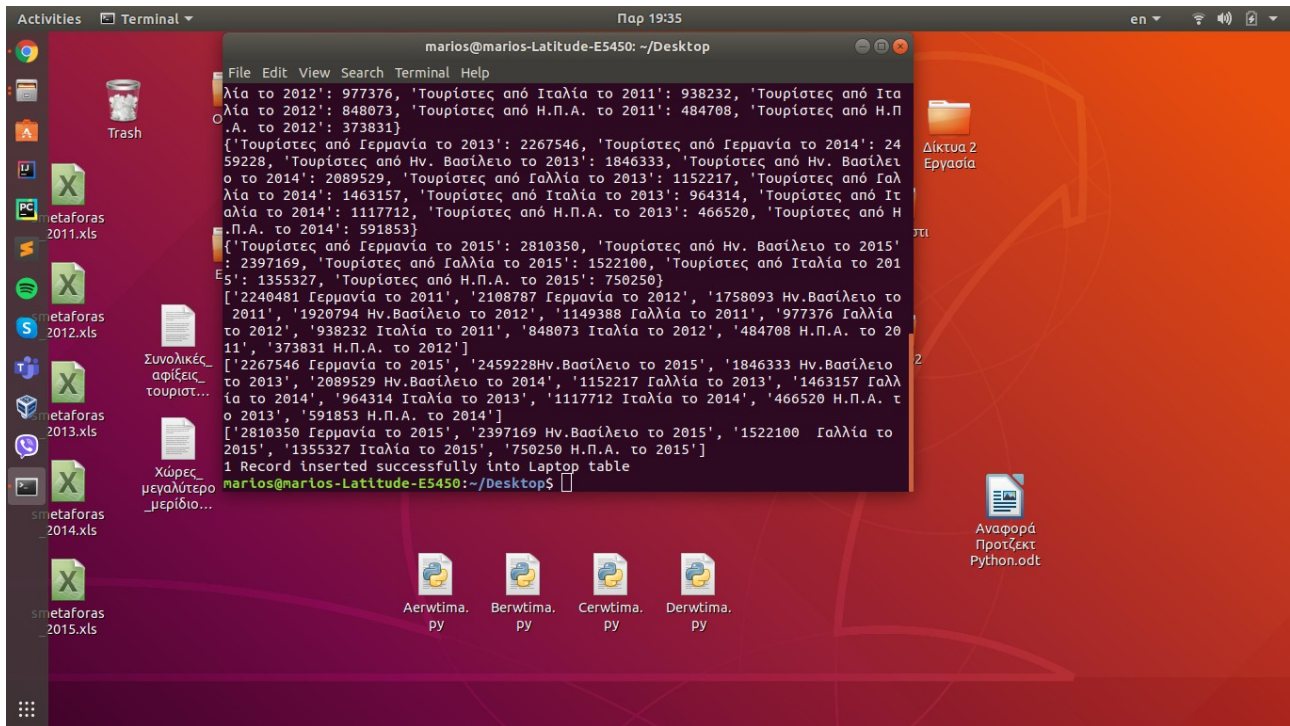 Activities
Terminal
Παρ 19:35
en
marios@marios-Latitude-E5450: ~/Desktop
File Edit View Search Terminal Help
λία το 2012': 977376, 'Τουρίστες από Ιταλία το 2011': 938232, 'Τουρίστες από Ιτα
λία το 2012': 848073, 'Τουρίστες από Η.Π.Α. το 2011': 484708, 'Τουρίστες από Η.Π
.Α. το 2012': 373831}
{'Τουρίστες από Γερμανία το 2013': 2267546, 'Τουρίστες από Γερμανία το 2014': 24
59228, 'Τουρίστες από Ην. Βασίλειο το 2013': 1846333, 'Τουρίστες από Ην. Βασίλει
ο το 2014': 2089529, 'Τουρίστες από Γαλλία το 2013': 1152217, 'Τουρίστες από Γαλ
λία το 2014': 1463157, 'Τουρίστες από Ιταλία το 2013': 964314, 'Τουρίστες από Ιτ
αλία το 2014': 1117712, 'Τουρίστες από Η.Π.Α. το 2013': 466520, 'Τουρίστες από Η
.Π.Α. το 2014': 591853}
{'Τουρίστες από Γερμανία το 2015': 2810350, 'Τουρίστες από Ην. Βασίλειο το 2015'
: 2397169, 'Τουρίστες από Γαλλία το 2015': 1522100, 'Τουρίστες από Ιταλία το 201
5': 1355327, 'Τουρίστες από Η.Π.Α. το 2015': 750250}
['2240481 Γερμανία το 2011', '2108787 Γερμανία το 2012', '1758093 Ην.Βασίλειο το
 2011', '1920794 Ην.Βασίλειο το 2012', '1149388 Γαλλία το 2011', '977376 Γαλλία
το 2012', '938232 Ιταλία το 2011', '848073 Ιταλία το 2012', '484708 Η.Π.Α. το 20
11', '373831 Η.Π.Α. το 2012']
['2267546 Γερμανία το 2015', '2459228Ην.Βασίλειο το 2015', '1846333 Ην.Βασίλειο
το 2013', '2089529 Ην.Βασίλειο το 2014', '1152217 Γαλλία το 2013', '1463157 Γαλλ
ία το 2014', '964314 Ιταλία το 2013', '1117712 Ιταλία το 2014', '466520 Η.Π.Α. τ
ο 2013', '591853 Η.Π.Α. το 2014']
['2810350 Γερμανία το 2015', '2397169 Ην.Βασίλειο το 2015', '1522100  Γαλλία το
2015', '1355327 Ιταλία το 2015', '750250 Η.Π.Α. το 2015']
1 Record inserted successfully into Laptop table
marios@marios-Latitude-E5450:~/Desktop$
Trash
smetaforas
_2011.xls
smetaforas
_2012.xls
smetaforas
_2013.xls
smetaforas
_2014.xls
smetaforas
_2015.xls
Συνολικές_
αφίξεις_
τουριστ...
Χώρες_
μεγαλύτερο
_μερίδιο...
Δίκτυα 2
Εργασία
Aerwtima.
py
Berwtima.
py
Cerwtima.
py
Derwtima.
py
Αναφορά
Προτζεκτ
Python.odt